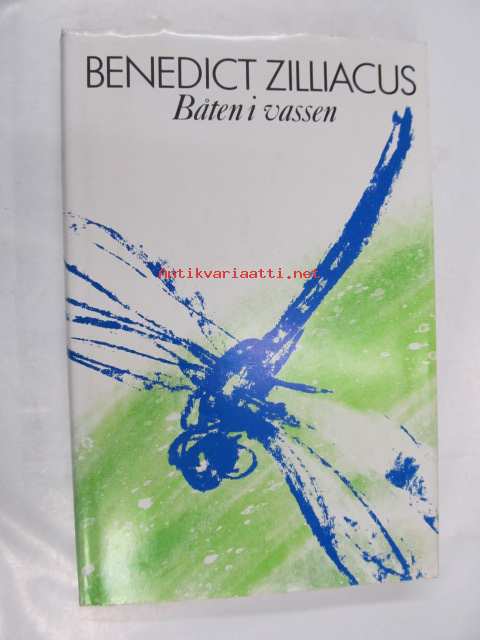 BENEDICT ZILLIACUS
Båten i vassen
antikvariaatti.net